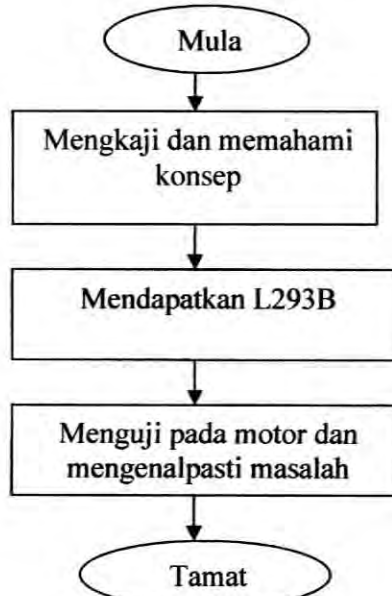 Mula
Mengkaji dan memahami
konsep
Mendapatkan L293B
Menguji pada motor dan
mengenalpasti masalah
Tamat